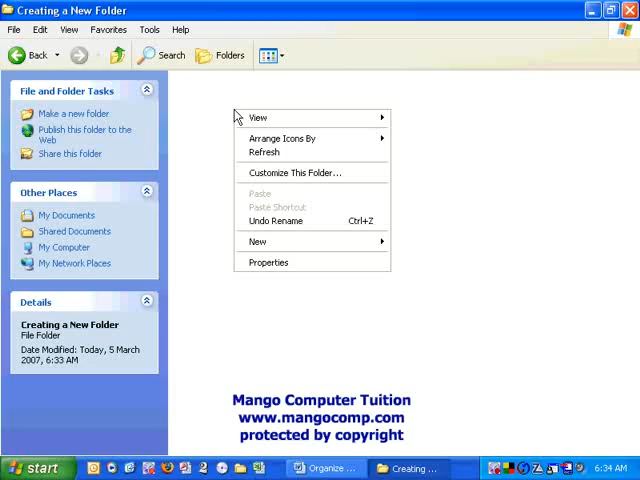 Creating a New Folder
File Edit View Favorites Tools Help
Back Search Folders
File and Folder Tasks
Make a new folder
Publish this folder to the
Web
Share this folder
Other Places
My Documents
Shared Documents
My Computer
My Network Places
Details
Creating a New Folder
File Folder
Date Modified: Today, 5 March
2007, 6:33 AM
View
Arrange Icons By
Refresh
Customize This Folder...
Paste
Paste Shortcut
Undo Rename Ctrl+Z
New
Properties
Mango Computer Tuition
www.mangocomp.com
protected by copyright
start Organize ... Creating ... 6:34 AM